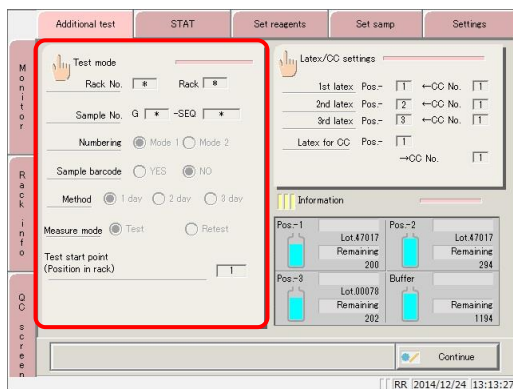 Additional test
STAT
Set reagents
Set samp
Settings
Monitor
Rack info
QC screen
Test mode
Rack No. * Rack *
Sample No. G * -SEQ *
Numbering Mode 1 Mode 2
Sample barcode YES NO
Method 1 day 2 day 3 day
Measure mode Test Retest
Test start point
(Position in rack) 1
Latex/CC settings
1st latex Pos.- 1 ←CC No. 1
2nd latex Pos.- 2 ←CC No. 1
3rd latex Pos.- 3 ←CC No. 1
Latex for CC Pos.- 1
→CC No. 1
Information
Pos.-1
Lot.47017
Remaining
200
Pos.-2
Lot.47017
Remaining
294
Pos.-3
Lot.00078
Remaining
202
Buffer
Remaining
1194
Continue
RR 2014/12/24 13:13:27